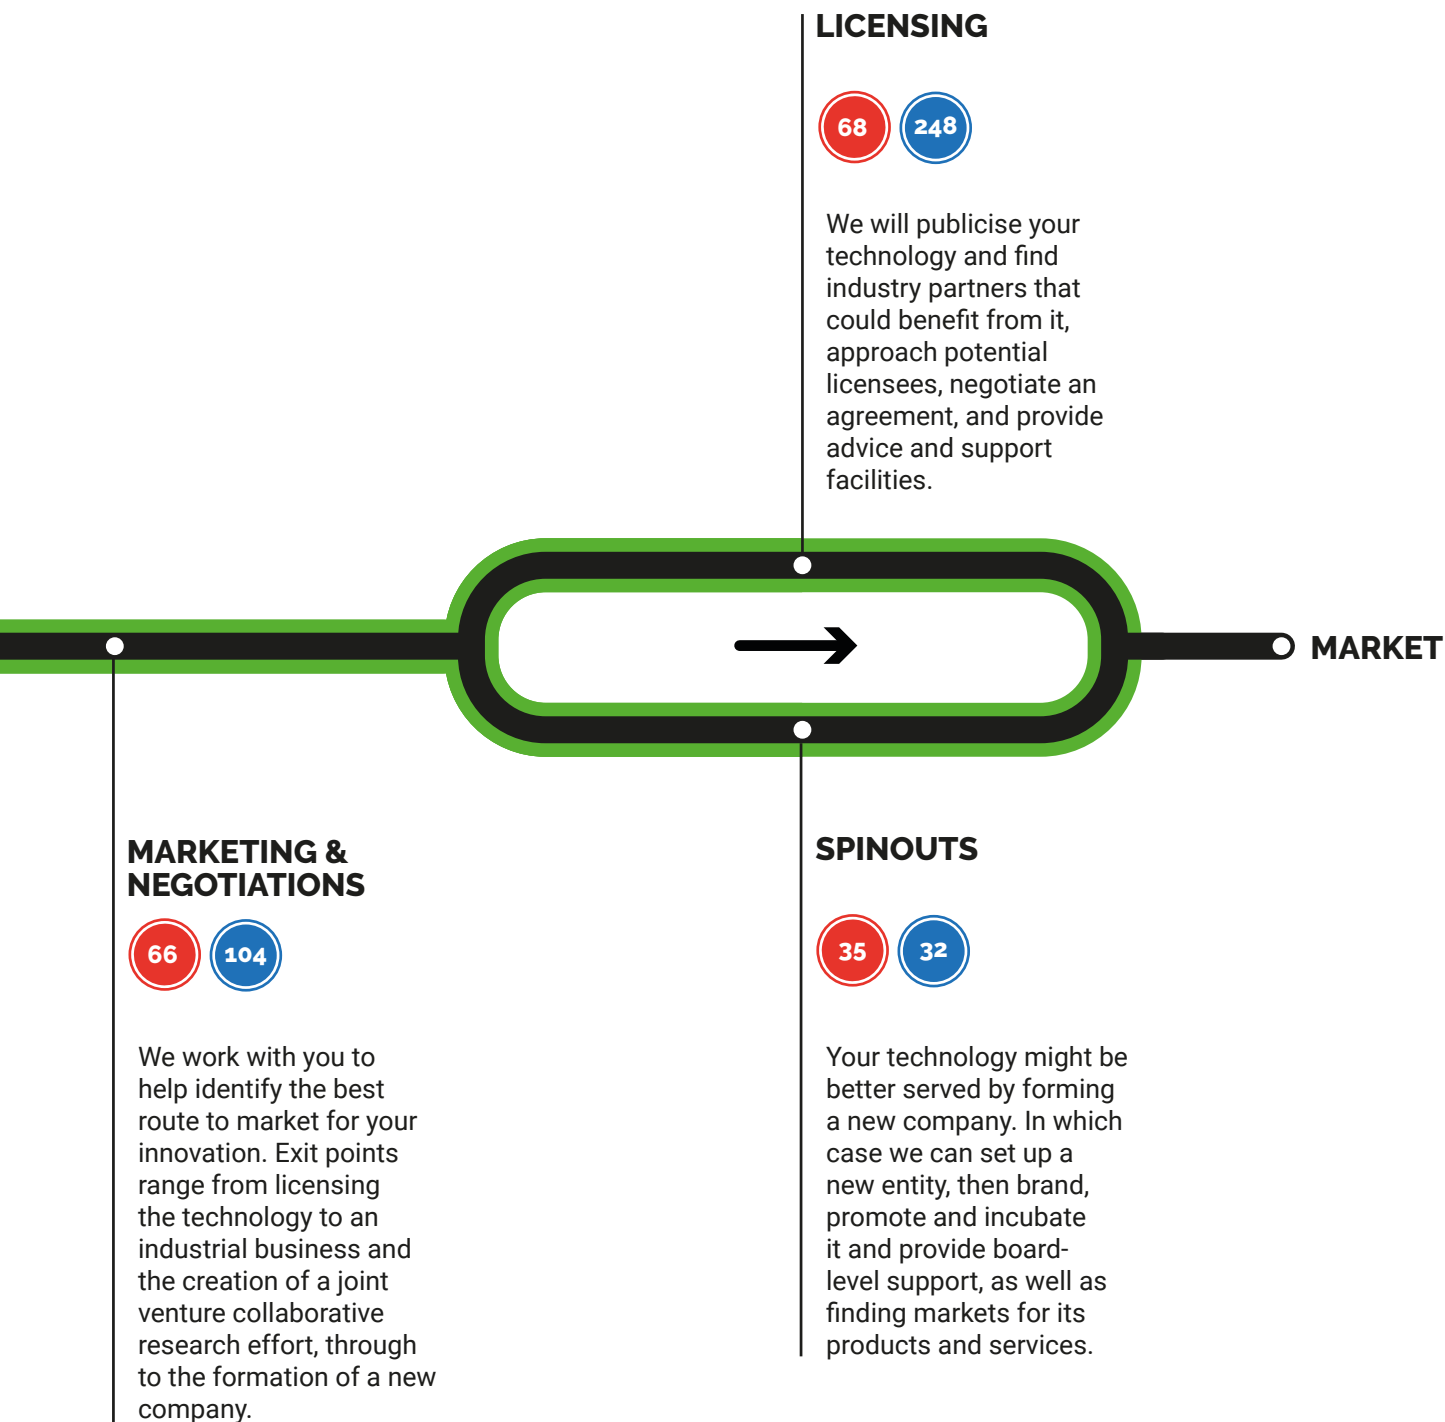 LICENSING
68 248
We will publicise your
technology and find
industry partners that
could benefit from it,
approach potential
licensees, negotiate an
agreement, and provide
advice and support
facilities.
MARKET
MARKETING &
NEGOTIATIONS
66 104
We work with you to
help identify the best
route to market for your
innovation. Exit points
range from licensing
the technology to an
industrial business and
the creation of a joint
venture collaborative
research effort, through
to the formation of a new
company.
SPINOUTS
35 32
Your technology might be
better served by forming
a new company. In which
case we can set up a
new entity, then brand,
promote and incubate
it and provide board-
level support, as well as
finding markets for its
products and services.